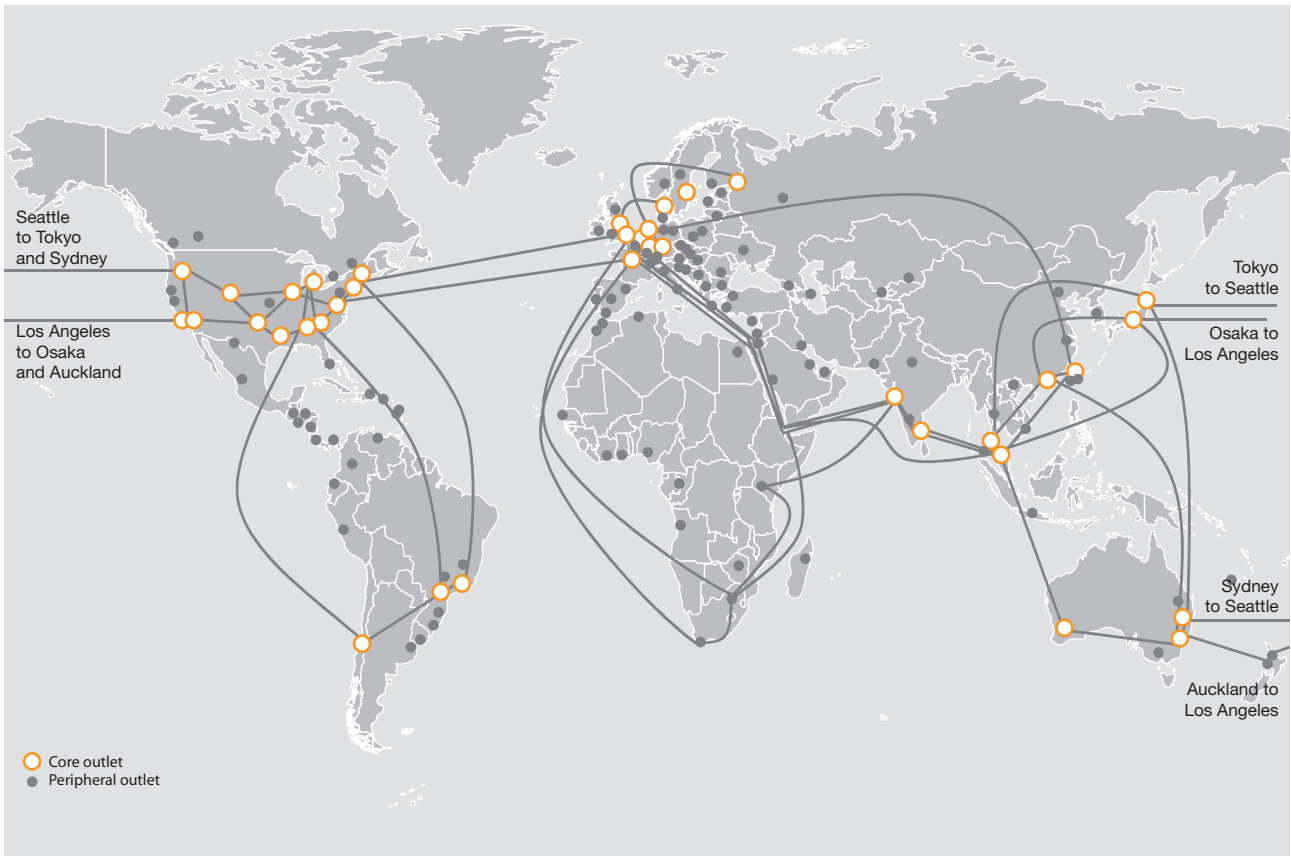 Seattle
to Tokyo
and Sydney
Los Angeles
to Osaka
and Auckland
Tokyo
to Seattle
Osaka to
Los Angeles
Sydney
to Seattle
Auckland to
Los Angeles
Core outlet
Peripheral outlet